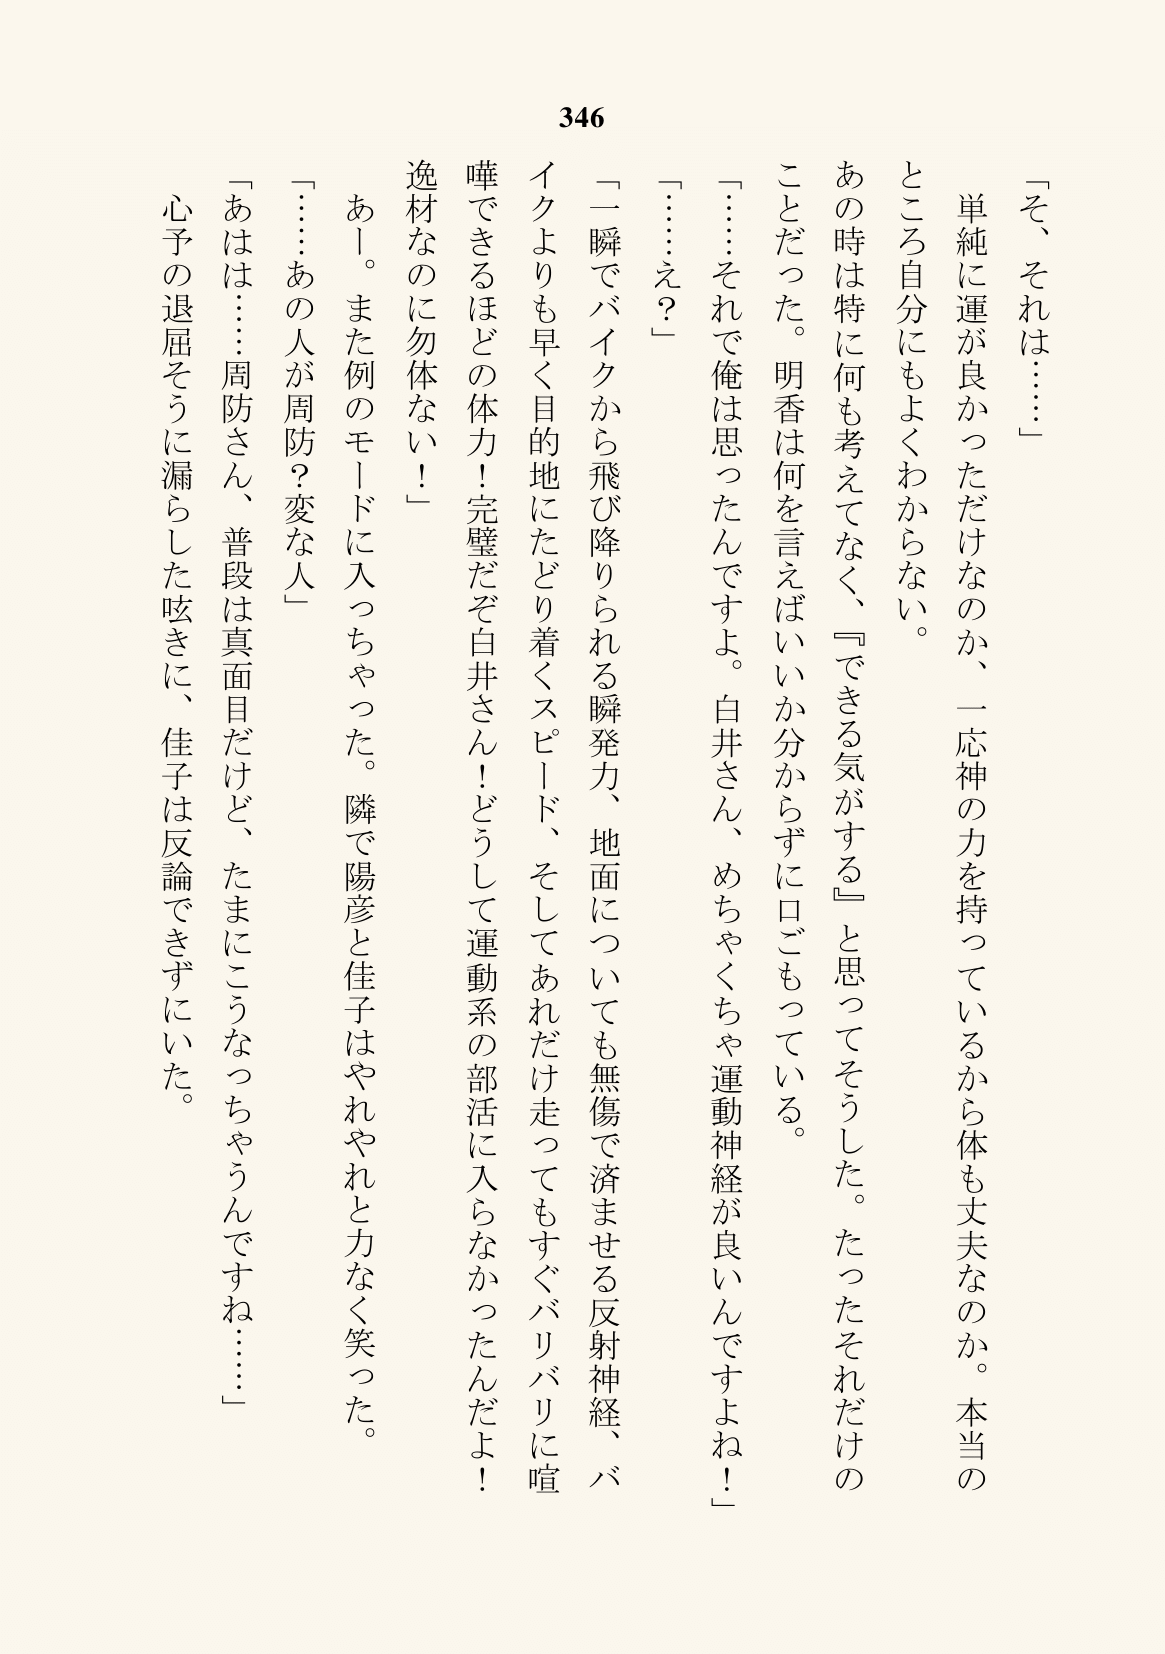 346
「そ、それは……」
　単純に運が良かっただけなのか、一応神の力を持っているから体も丈夫なのか。本当の
ところ自分にもよくわからない。
あの時は特に何も考えてなく、『できる気がする』と思ってそうした。たったそれだけの
ことだった。明香は何を言えばいいか分からずに口ごもっている。
「……それで俺は思ったんですよ。白井さん、めちゃくちゃ運動神経が良いんですよね！」
「……え？」
「一瞬でバイクから飛び降りられる瞬発力、地面についても無傷で済ませる反射神経、バ
イクよりも早く目的地にたどり着くスピード、そしてあれだけ走ってもすぐバリバリに喧
嘩できるほどの体力！完璧だぞ白井さん！どうして運動系の部活に入らなかったんだよ！
逸材なのに勿体ない！」
　あー。また例のモードに入っちゃった。隣で陽彦と佳子はやれやれと力なく笑った。
「……あの人が周防？変な人」
「あはは……周防さん、普段は真面目だけど、たまにこうなっちゃうんですね……」
　心予の退屈そうに漏らした呟きに、佳子は反論できずにいた。